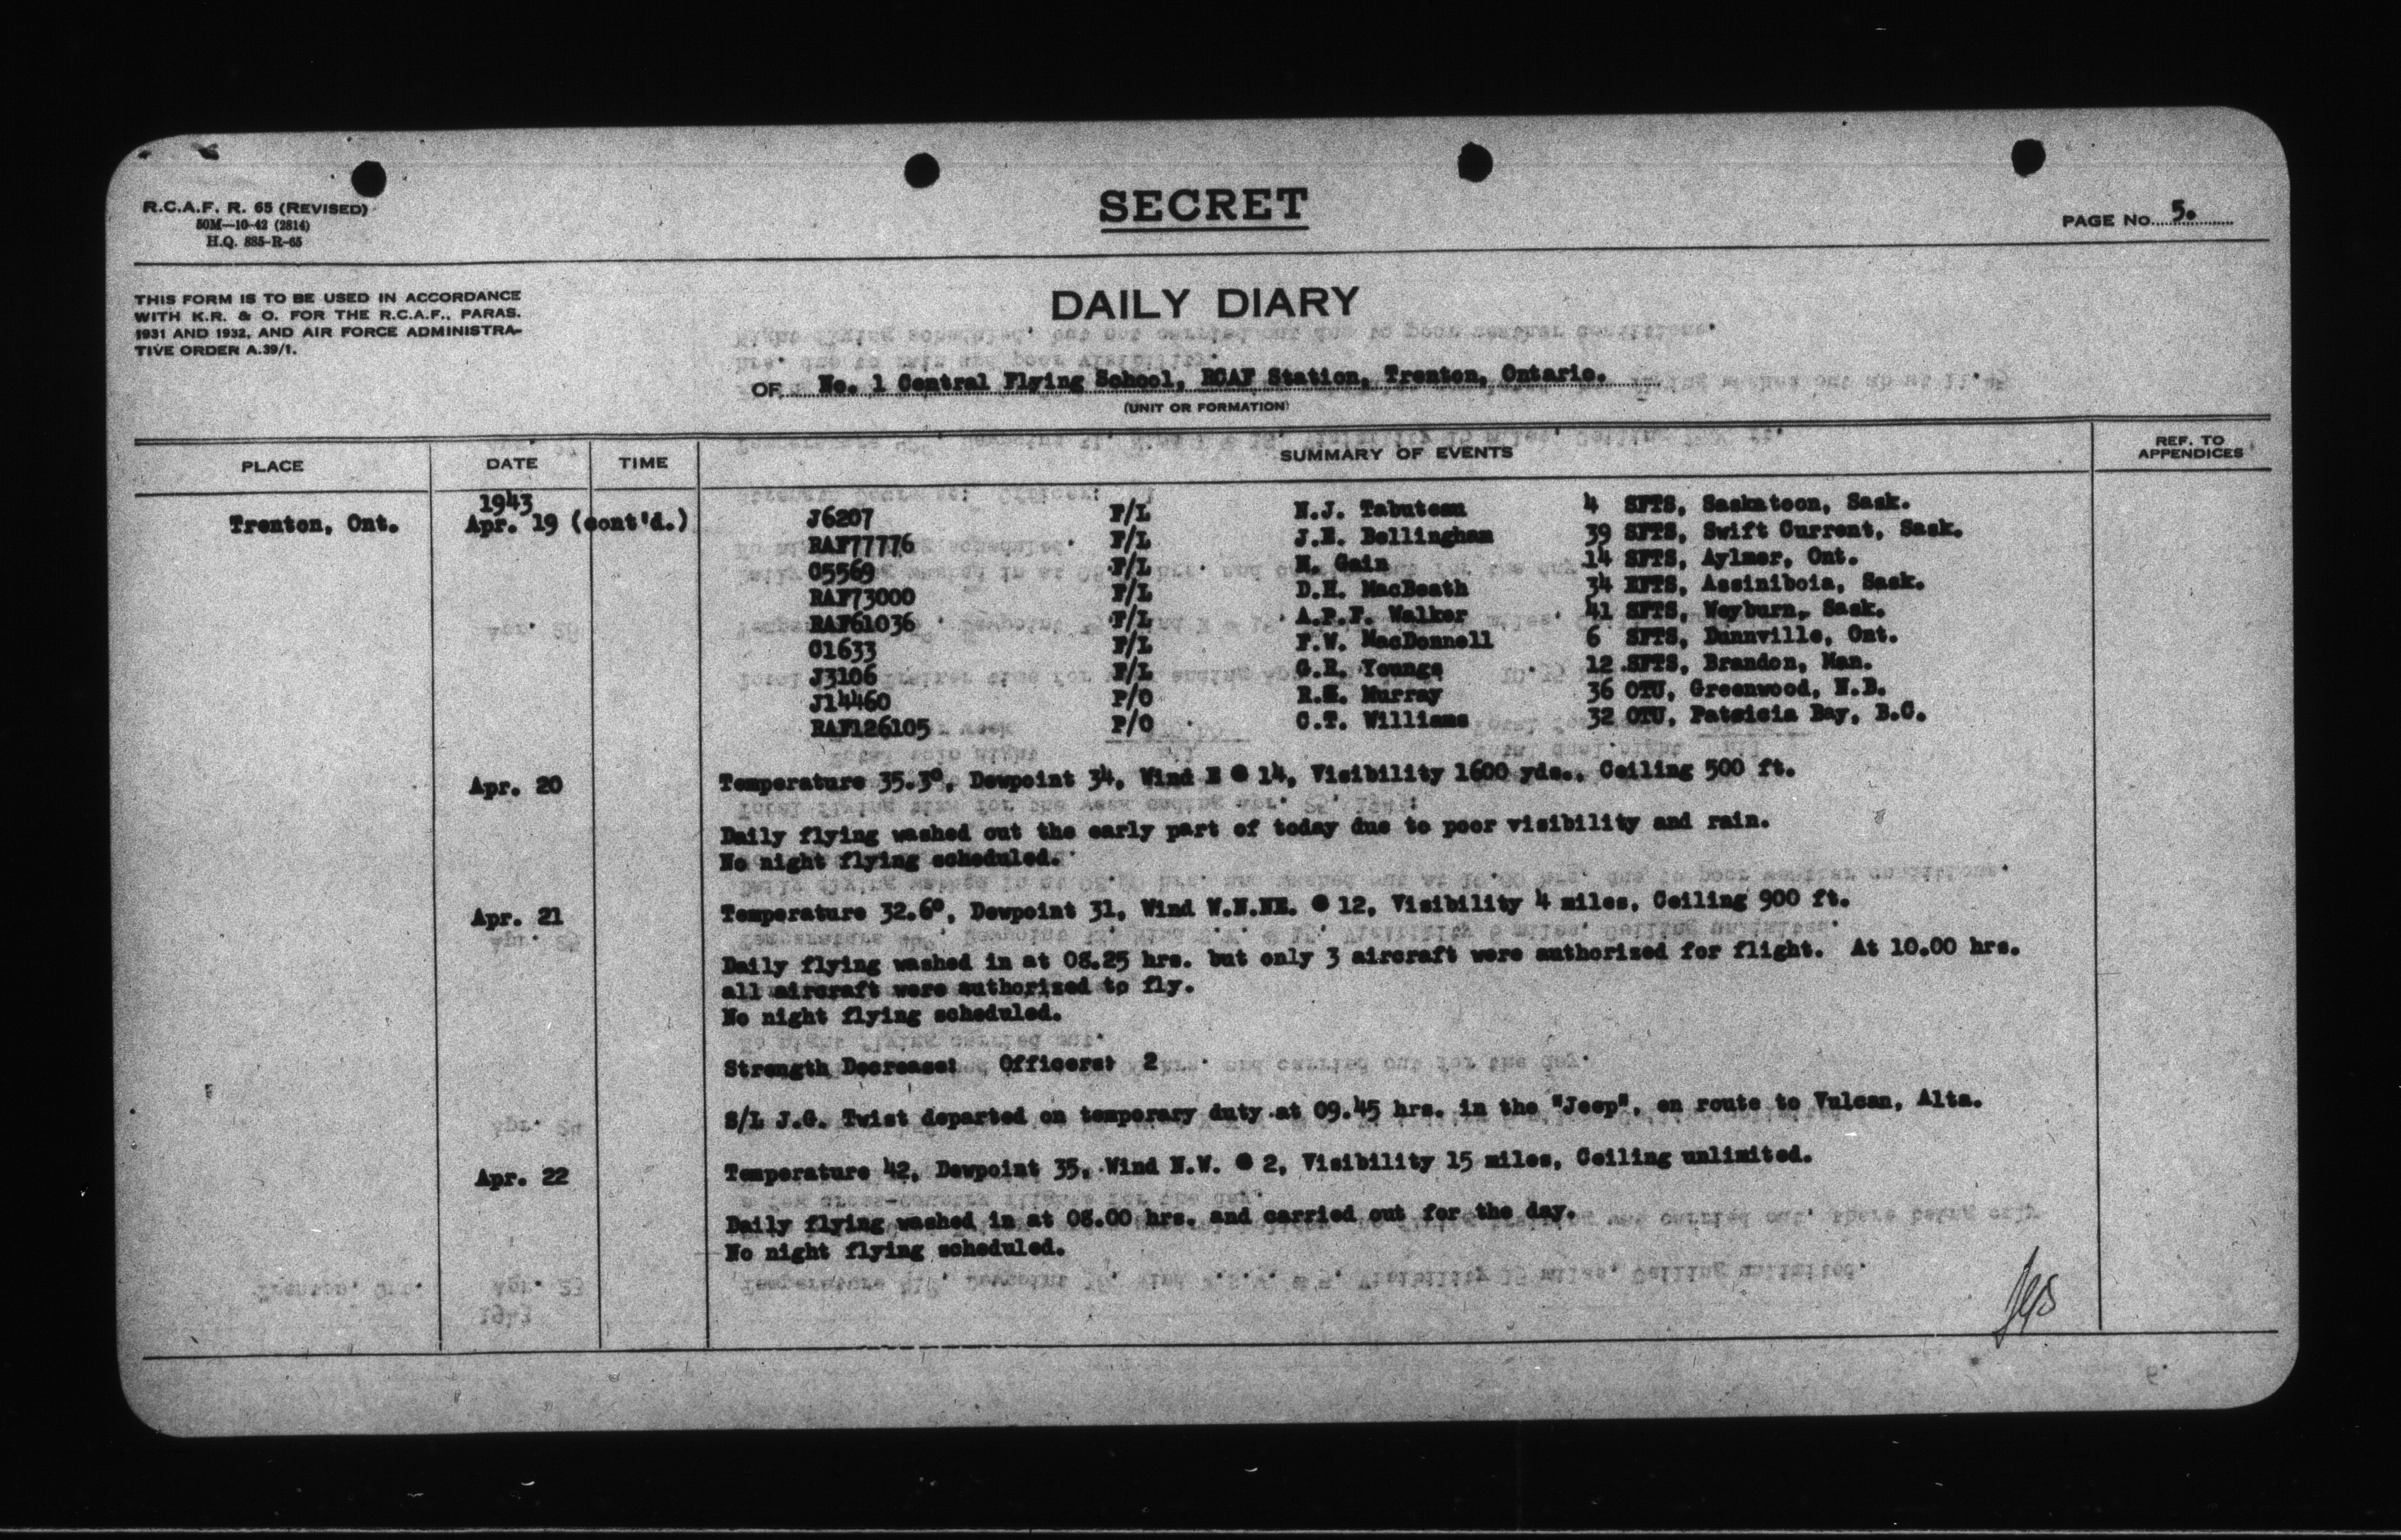 R.C.A.F. R. 65 (REVISED)
50M—10-42 (2814)
H.Q. 885-R-65
SECRET
PAGE NO. 5.
THIS FORM IS TO BE USED IN ACCORDANCE
WITH K.R. & O. FOR THE R.C.A.F., PARAS.
1931 AND 1932, AND AIR FORCE ADMINISTRA-
TIVE ORDER A.39/1.
DAILY DIARY
OF No. 1 Central Flying School, RCAF Station, Trenton, Ontario.
(UNIT OR FORMATION)
PLACE DATE TIME SUMMARY OF EVENTS REF. TO APPENDICES
1943
Trenton, Ont. Apr. 19 (cont'd.)
J6207 F/L N.J. Tabuteau 4 SFTS, Saskatoon, Sask.
RAF77776 F/L J.E. Bellingham 39 SFTS, Swift Current, Sask.
C5569 F/L H. Gain 14 SFTS, Aylmer, Ont.
RAF73000 F/L D.H. MacBeath 34 EFTS, Assiniboia, Sask.
RAF61036 F/L A.P.F. Walker 41 SFTS, Weyburn, Sask.
C1633 F/L F.W. MacDonnell 6 SFTS, Dunnville, Ont.
J3106 F/L G.R. Youngs 12 SFTS, Brandon, Man.
J14460 P/O R.E. Murray 36 OTU, Greenwood, N.B.
RAF126105 P/O C.T. Williams 32 OTU, Patricia Bay, B.C.
Apr. 20 Temperature 35.3°, Dewpoint 34, Wind E @ 14, Visibility 1600 yds., Ceiling 500 ft.
Daily flying washed out the early part of today due to poor visibility and rain.
No night flying scheduled.
Apr. 21 Temperature 32.6°, Dewpoint 31, Wind W.N.NE. @ 12, Visibility 4 miles, Ceiling 900 ft.
Daily flying washed in at 08.25 hrs. but only 3 aircraft were authorized for flight. At 10.00 hrs.
all aircraft were authorized to fly.
No night flying scheduled.
Strength Decrease: Officers: 2
S/L J.G. Twist departed on temporary duty at 09.45 hrs. in the "Jeep", en route to Vulcan, Alta.
Apr. 22 Temperature 42, Dewpoint 35, Wind N.W. @ 2, Visibility 15 miles, Ceiling unlimited.
Daily flying washed in at 08.00 hrs. and carried out for the day.
No night flying scheduled.